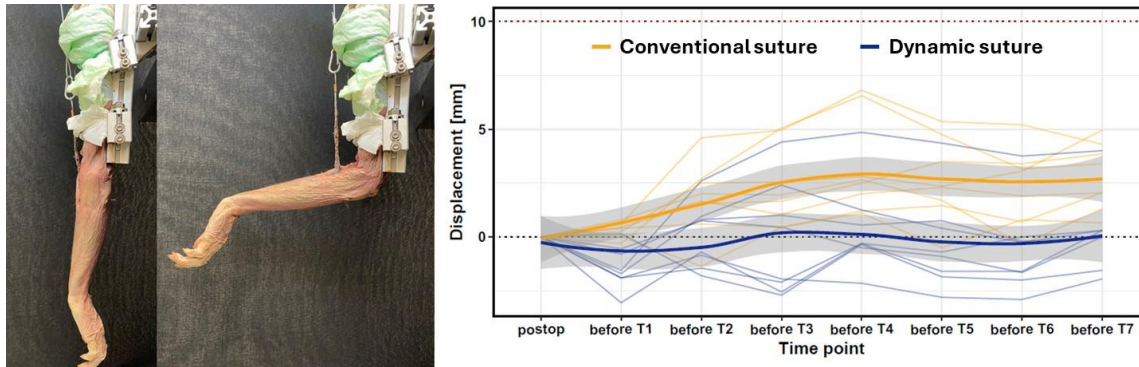 10
Conventional suture
Dynamic suture
5
0
Displacement [mm]
postop
before T1
before T2
before T3
before T4
before T5
before T6
before T7
Time point